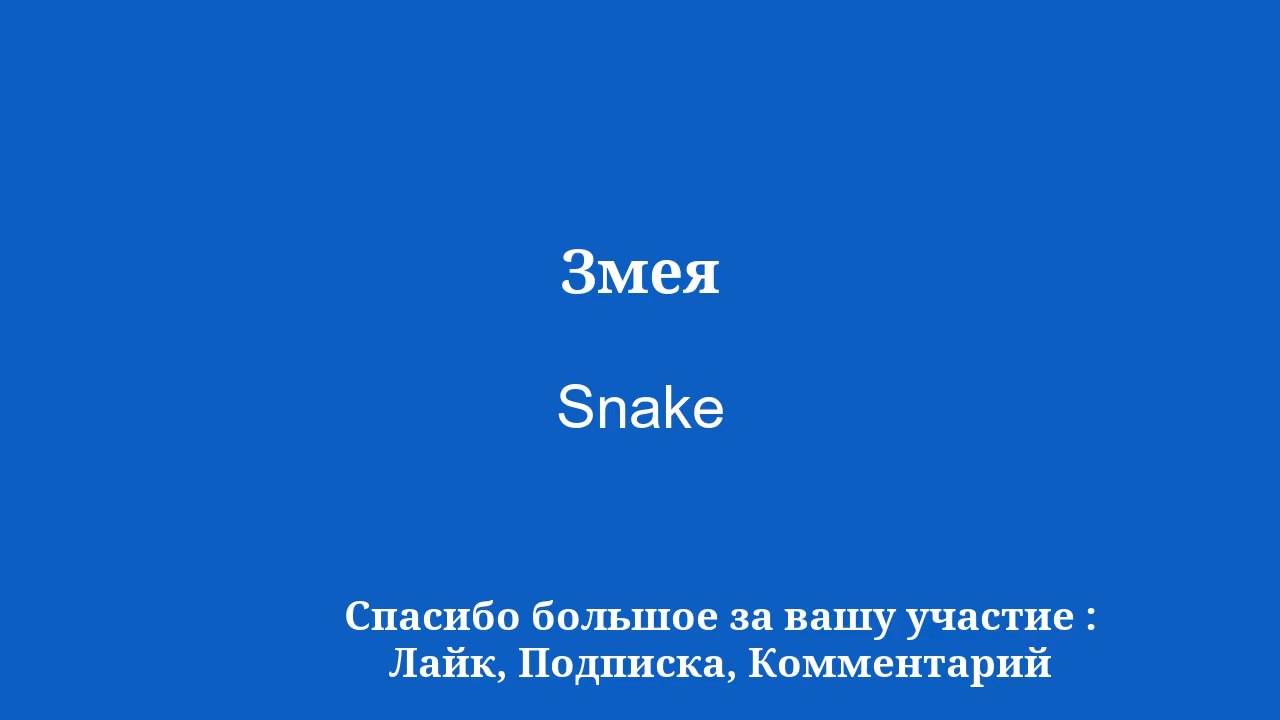 Змея
Snake
Спасибо большое за вашу участие :
Лайк, Подписка, Комментарий